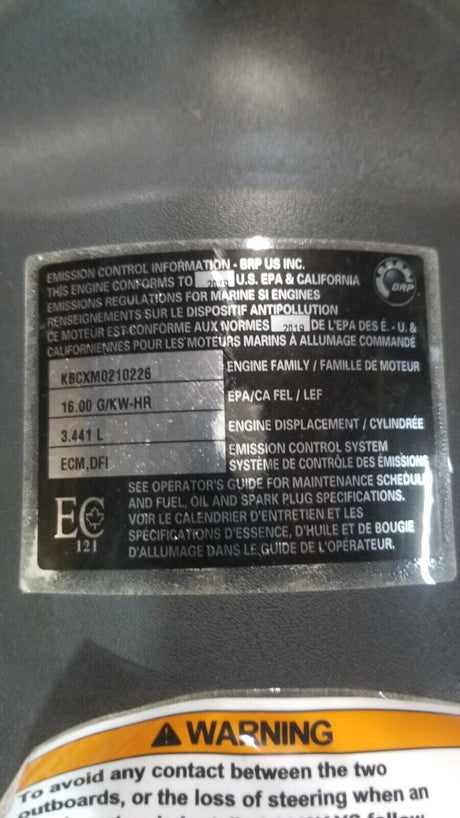 EMISSION CONTROL INFORMATION - BRP US INC.
THIS ENGINE CONFORMS TO 2019 U.S. EPA & CALIFORNIA
EMISSIONS REGULATIONS FOR MARINE SI ENGINES
RENSEIGNEMENTS SUR LE DISPOSITIF ANTIPOLLUTION
CE MOTEUR EST CONFORME AUX NORMES 2019 DE L'EPA DES É. - U. &
CALIFORNIENNES POUR LES MOTEURS MARINS À ALLUMAGE COMMANDÉ
BRP
KBCXM0210226 ENGINE FAMILY / FAMILLE DE MOTEUR
16.00 G/KW-HR EPA/CA FEL / LEF
3.441 L ENGINE DISPLACEMENT / CYLINDRÉE
ECM,DFI EMISSION CONTROL SYSTEM
SYSTÈME DE CONTRÔLE DES ÉMISSIONS
EC
121
SEE OPERATOR'S GUIDE FOR MAINTENANCE SCHEDULE
AND FUEL, OIL AND SPARK PLUG SPECIFICATIONS.
VOIR LE CALENDRIER D'ENTRETIEN ET LES
SPÉCIFICATIONS D'ESSENCE, D'HUILE ET DE BOUGIE
D'ALLUMAGE DANS LE GUIDE DE L'OPÉRATEUR.
WARNING
To avoid any contact between the two
outboards, or the loss of steering when an